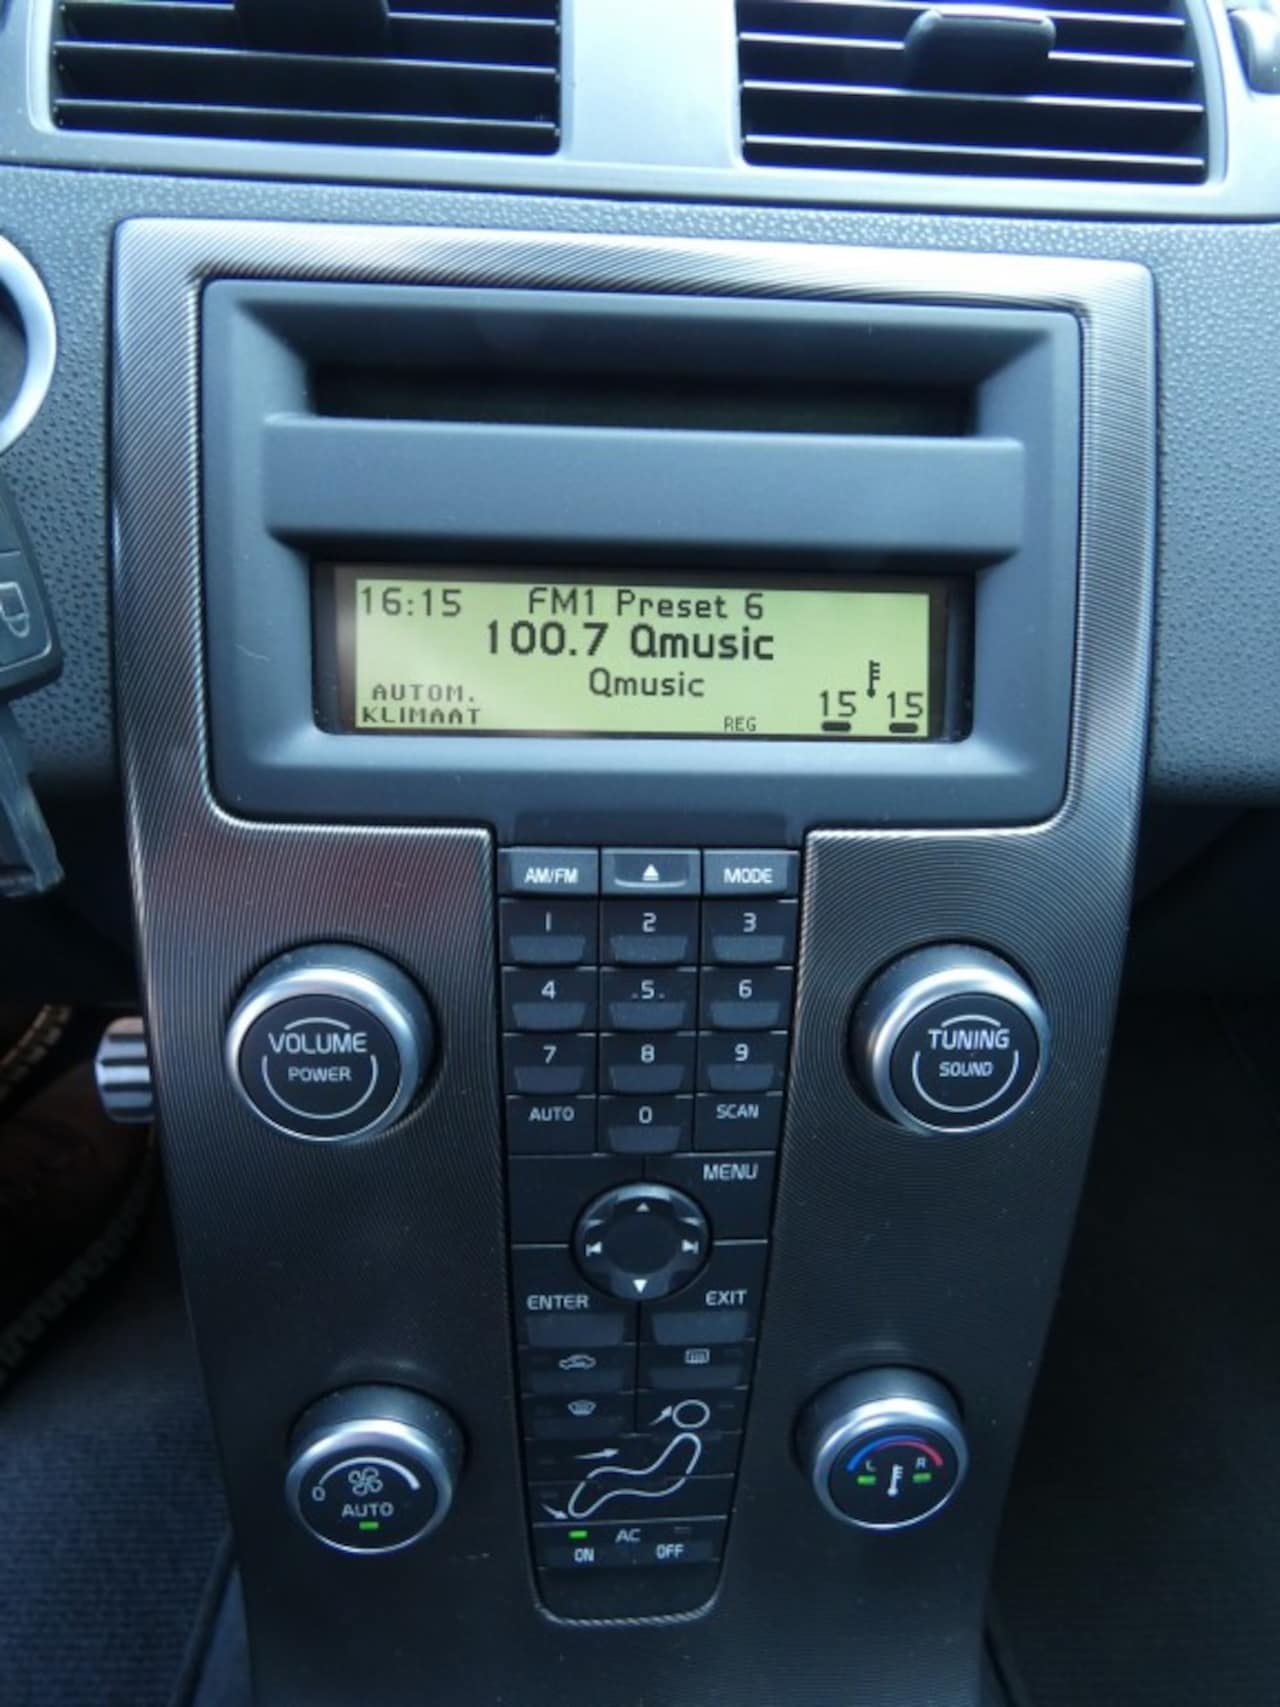 16:15 FM1 Preset 6
100.7 Qmusic
Qmusic
AUTOM.
KLIMAAT
REG
15 15
AM/FM MODE
1 2 3
4 .5. 6
7 8 9
AUTO 0 SCAN
VOLUME
POWER
TUNING
SOUND
MENU
ENTER EXIT
0
AUTO
L R
AC
ON OFF